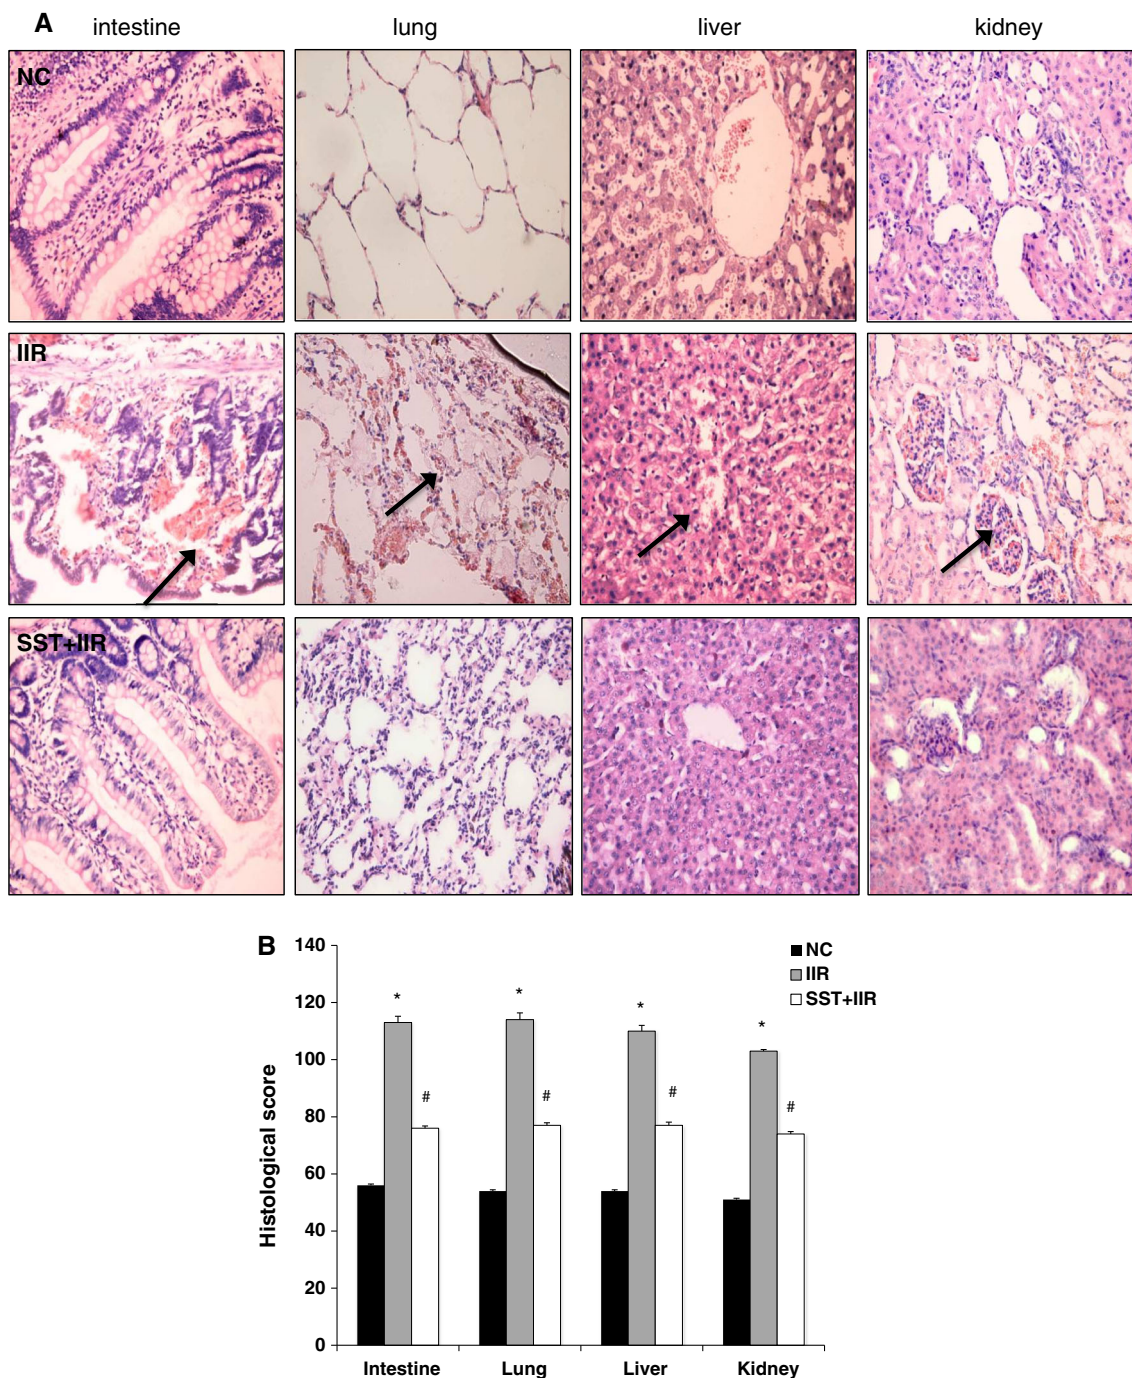 A
intestine lung liver kidney
NC
IIR
SST+IIR
B
140
120
100
80
60
40
20
0
Histological score
NC
IIR
SST+IIR
* * * *
# # # #
Intestine Lung Liver Kidney